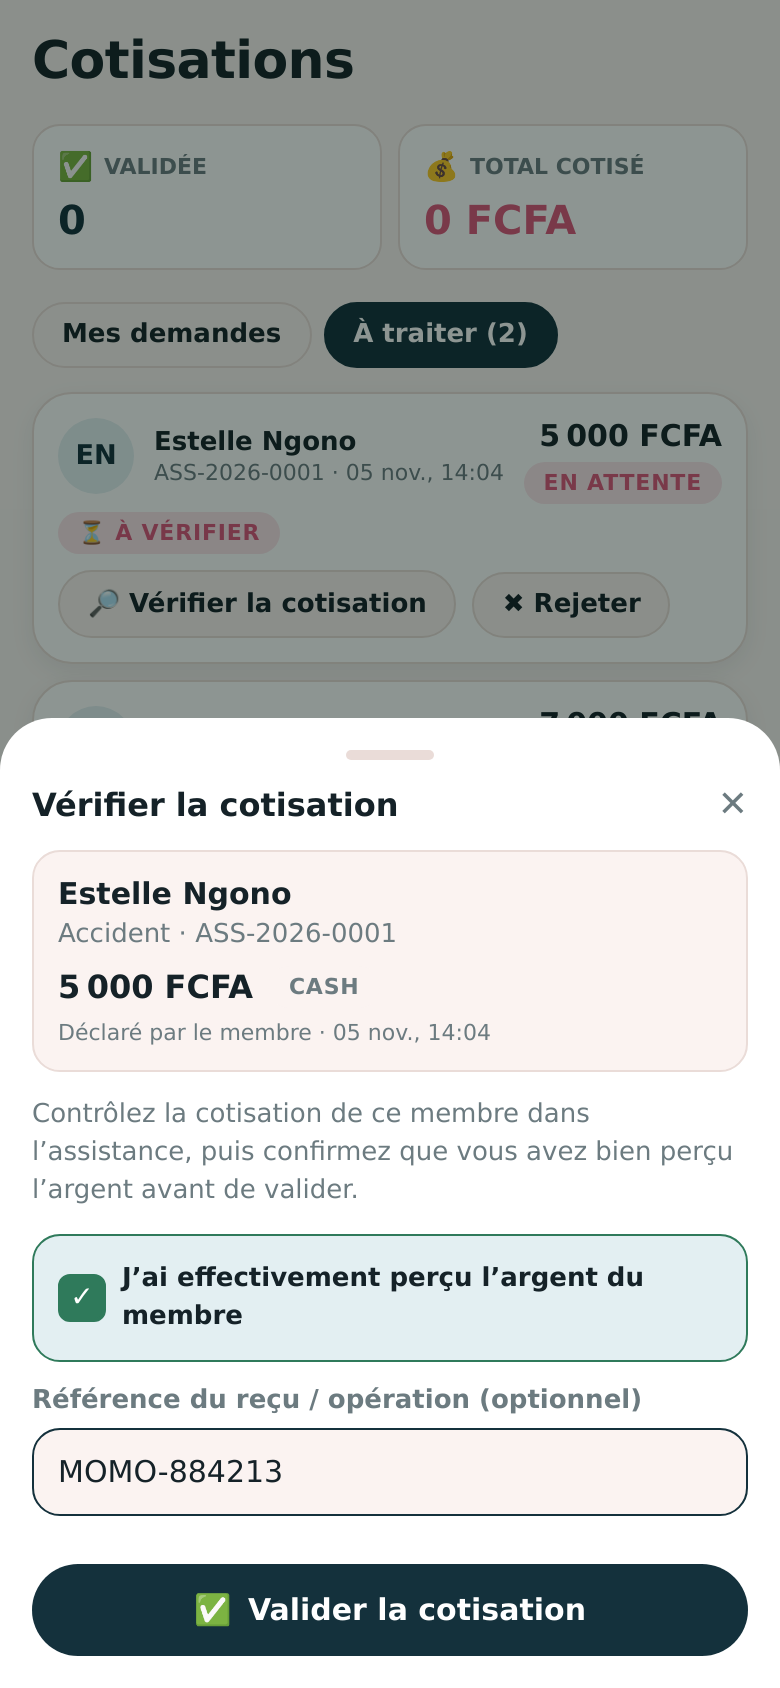 Cotisations
✅ VALIDÉE
0
💰 TOTAL COTISÉ
0 FCFA
Mes demandes
À traiter (2)
EN
Estelle Ngono
ASS-2026-0001 · 05 nov., 14:04
5 000 FCFA
EN ATTENTE
⏳ À VÉRIFIER
🔎 Vérifier la cotisation
✖ Rejeter
7 000 FCFA
Vérifier la cotisation
✕
Estelle Ngono
Accident · ASS-2026-0001
5 000 FCFA CASH
Déclaré par le membre · 05 nov., 14:04
Contrôlez la cotisation de ce membre dans
l’assistance, puis confirmez que vous avez bien perçu
l’argent avant de valider.
✓ J’ai effectivement perçu l’argent du
membre
Référence du reçu / opération (optionnel)
MOMO-884213
✅ Valider la cotisation